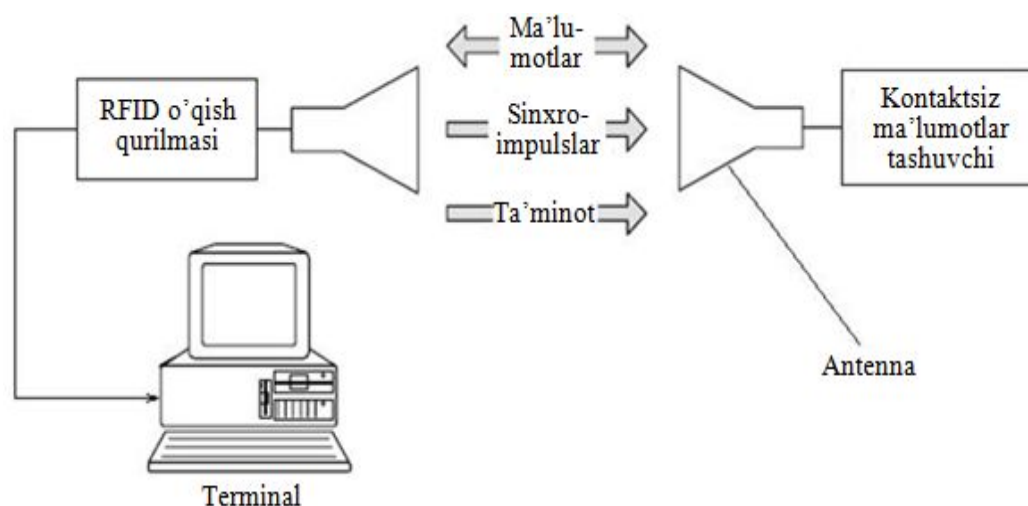 Ma’lu-
motlar
RFID o’qish
qurilmasi
Sinxro-
impulslar
Kontaktsiz
ma’lumotlar
tashuvchi
Ta’minot
Antenna
Terminal